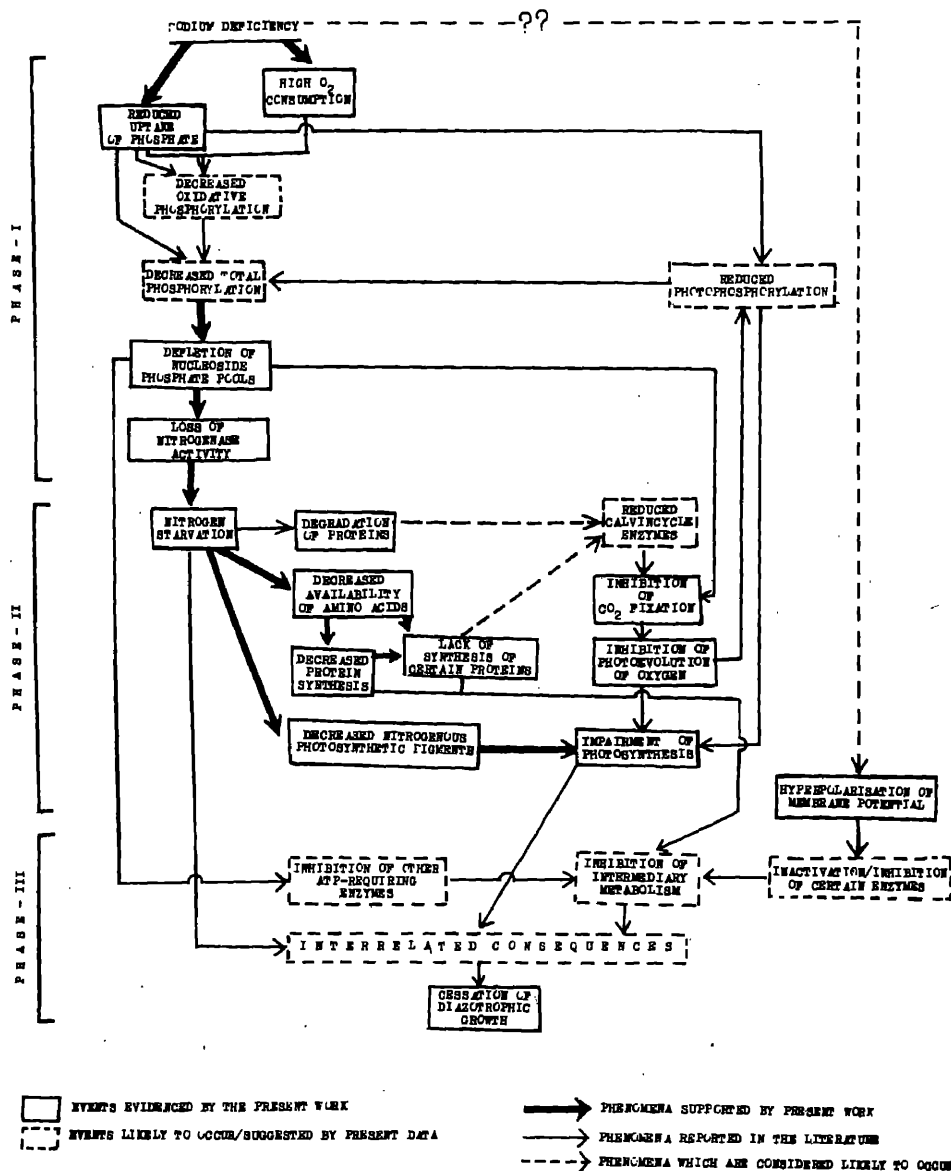 ??
SODIUM DEFICIENCY
HIGH O2
CONSUMPTION
REDUCED
UPTAKE
OF PHOSPHATE
DECREASED
OXIDATIVE
PHOSPHORYLATION
DECREASED TOTAL
PHOSPHORYLATION
REDUCED
PHOTOPHOSPHORYLATION
PHASE-I
DEPLETION OF
NUCLEOSIDE
PHOSPHATE POOLS
LOSS OF
NITROGENASE
ACTIVITY
NITROGEN
STARVATION
DEGRADATION
OF PROTEINS
REDUCED
CALVINCYCLE
ENZYMES
DECREASED
AVAILABILITY
OF AMINO ACIDS
INHIBITION
OF
CO2 FIXATION
PHASE-II
DECREASED
PROTEIN
SYNTHESIS
LACK OF
SYNTHESIS OF
CERTAIN PROTEINS
INHIBITION OF
PHOTOEVOLUTION
OF OXYGEN
DECREASED NITROGENOUS
PHOTOSYNTHETIC PIGMENTS
IMPAIRMENT OF
PHOTOSYNTHESIS
HYPERPOLARISATION OF
MEMBRANE POTENTIAL
PHASE-III
INHIBITION OF OTHER
ATP-REQUIRING
ENZYMES
INHIBITION OF
INTERMEDIARY
METABOLISM
INACTIVATION/INHIBITION
OF CERTAIN ENZYMES
INTERRELATED CONSEQUENCES
CESSATION OF
DIAZOTROPHIC
GROWTH
EVENTS EVIDENCED BY THE PRESENT WORK
EVENTS LIKELY TO OCCUR/SUGGESTED BY PRESENT DATA
PHENOMENA SUPPORTED BY PRESENT WORK
PHENOMENA REPORTED IN THE LITERATURE
PHENOMENA WHICH ARE CONSIDERED LIKELY TO OCCUR